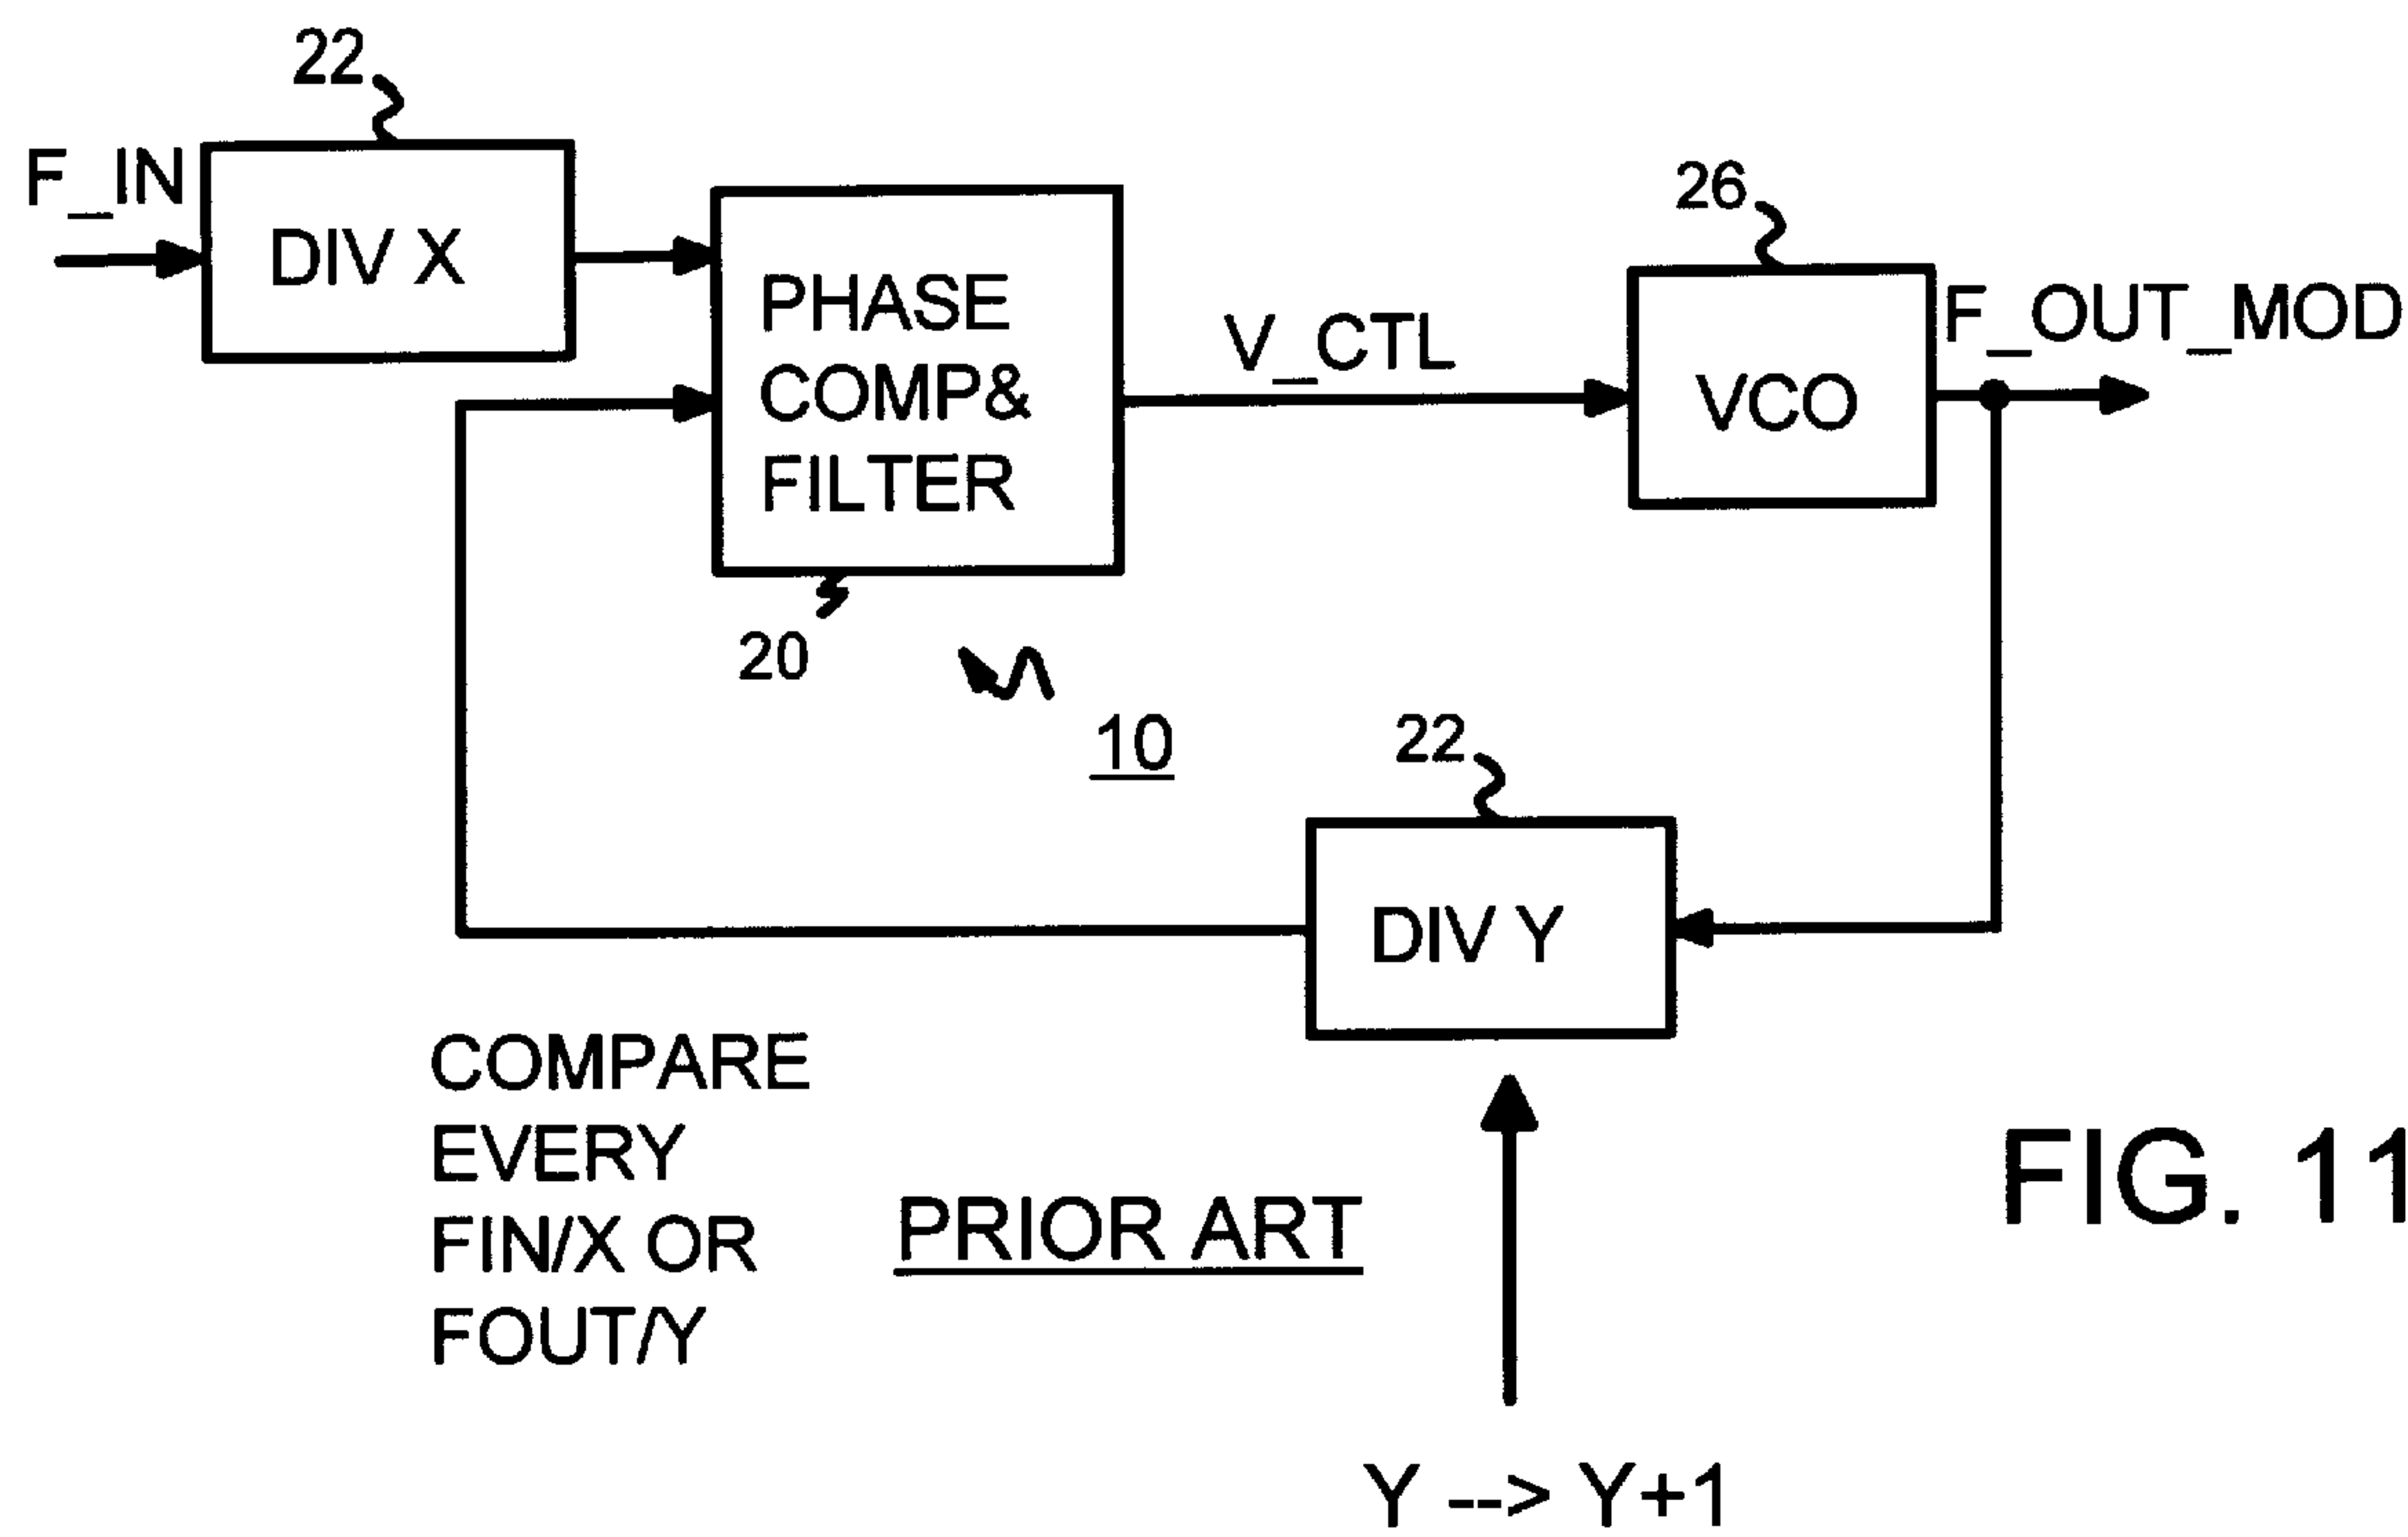 22
F_IN
DIV X
PHASE
COMP&
FILTER
20
V_CTL
26
VCO
F_OUT_MOD
10
22
DIV Y
COMPARE
EVERY
FIN/X OR
FOUT/Y
PRIOR ART
Y --> Y+1
FIG. 11